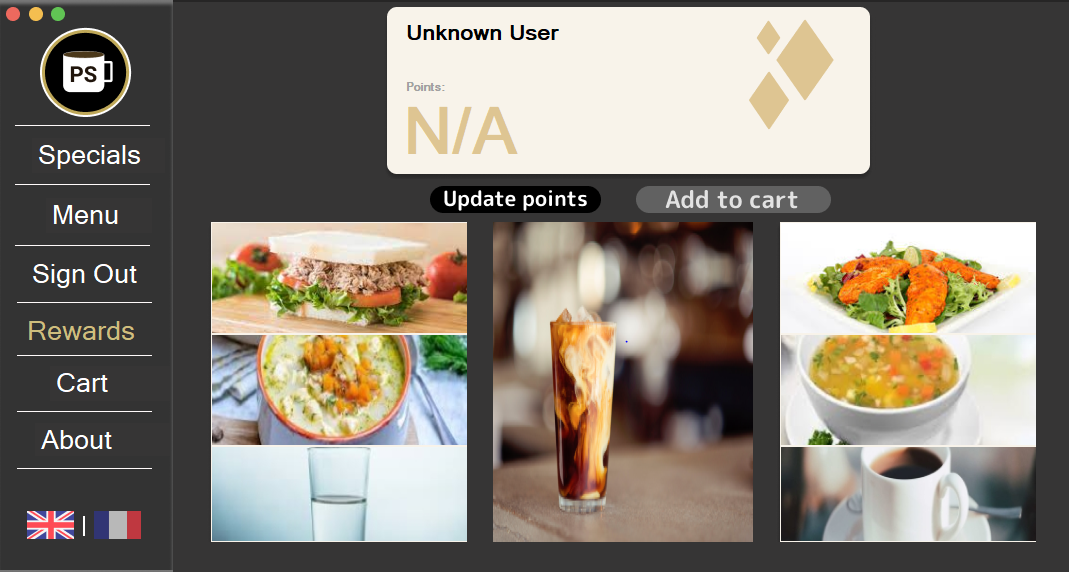 PS
Specials
Menu
Sign Out
Rewards
Cart
About
|
Unknown User
Points:
N/A
Update points
Add to cart